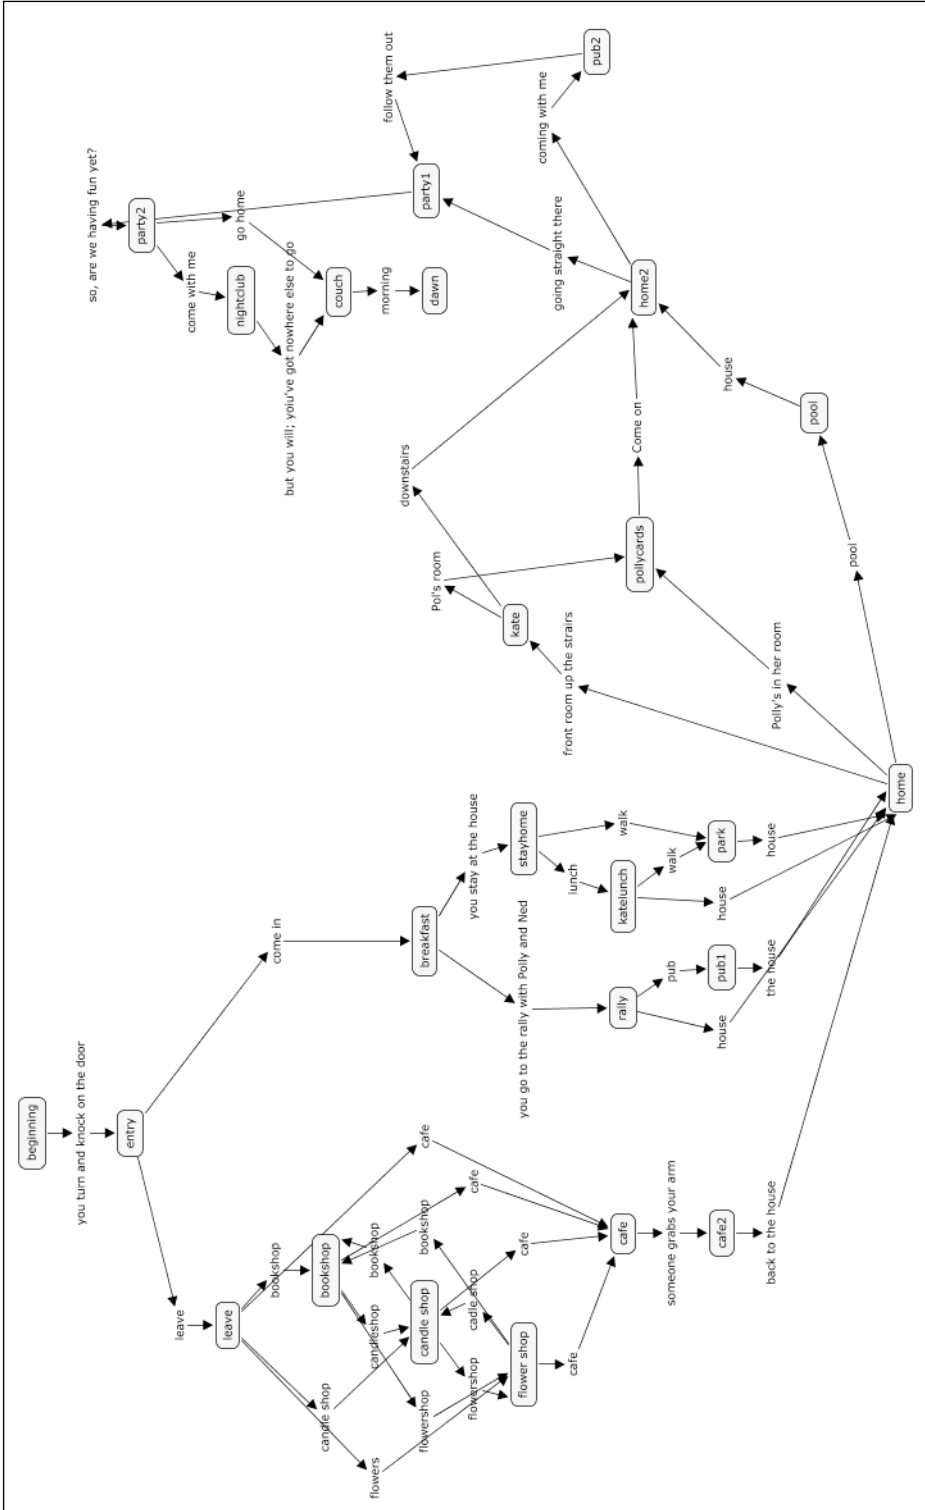 beginning
you turn and knock on the door
entry
leave
come in
leave
bookshop
candle shop
flowers
cafe
bookshop
candleshop
flowershop
cafe
candle shop
bookshop
flowershop
cafe
flower shop
bookshop
cadle shop
cafe
cafe
someone grabs your arm
cafe2
back to the house
breakfast
you go to the rally with Polly and Ned
you stay at the house
rally
house
pub
pub1
the house
stayhome
lunch
walk
katelunch
house
walk
park
house
home
front room up the strairs
Polly's in her room
pool
kate
Pol's room
downstairs
pollycards
Come on
pool
house
home2
going straight there
coming with me
pub2
follow them out
party1
so, are we having fun yet?
party2
come with me
go home
nightclub
but you will; yoiu've got nowhere else to go
couch
morning
dawn